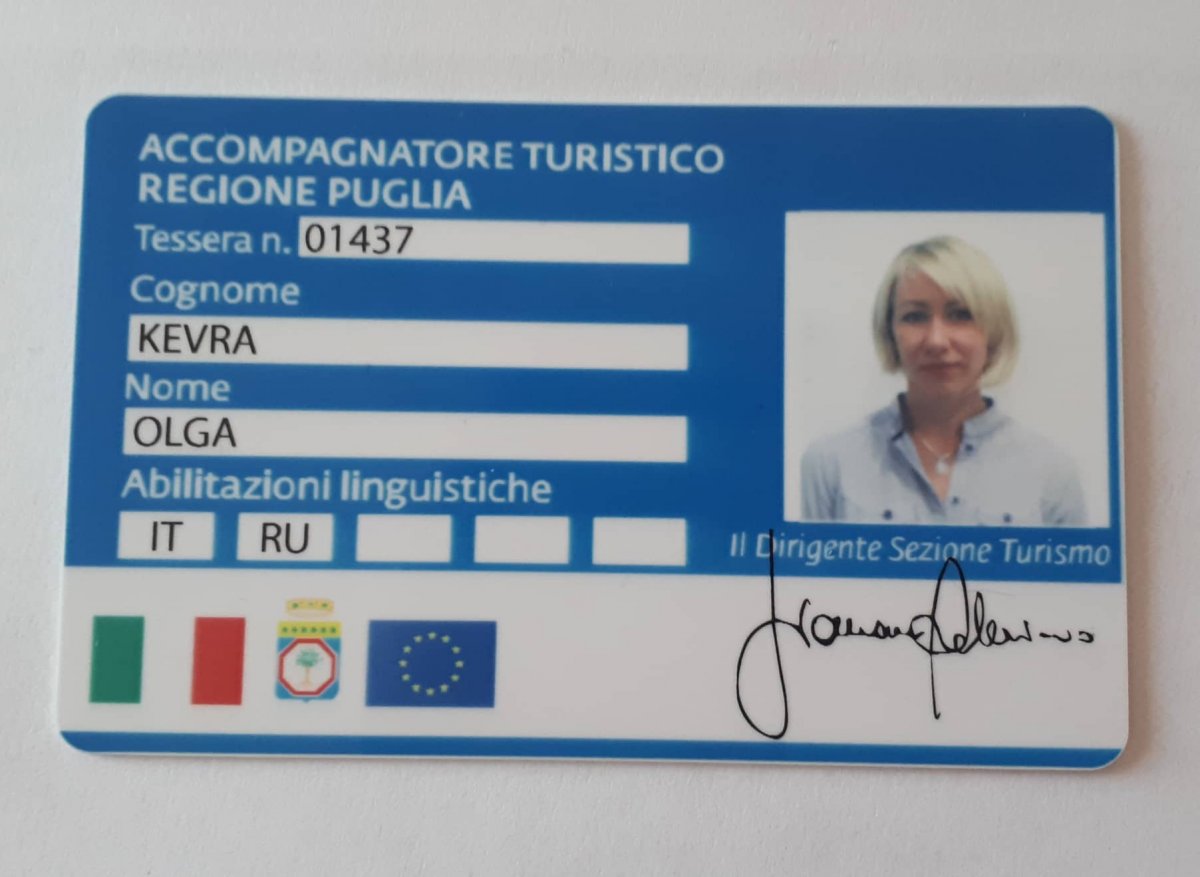 ACCOMPAGNATORE TURISTICO
REGIONE PUGLIA
Tessera n. 01437
Cognome
KEVRA
Nome
OLGA
Abilitazioni linguistiche
IT RU
Il Dirigente Sezione Turismo